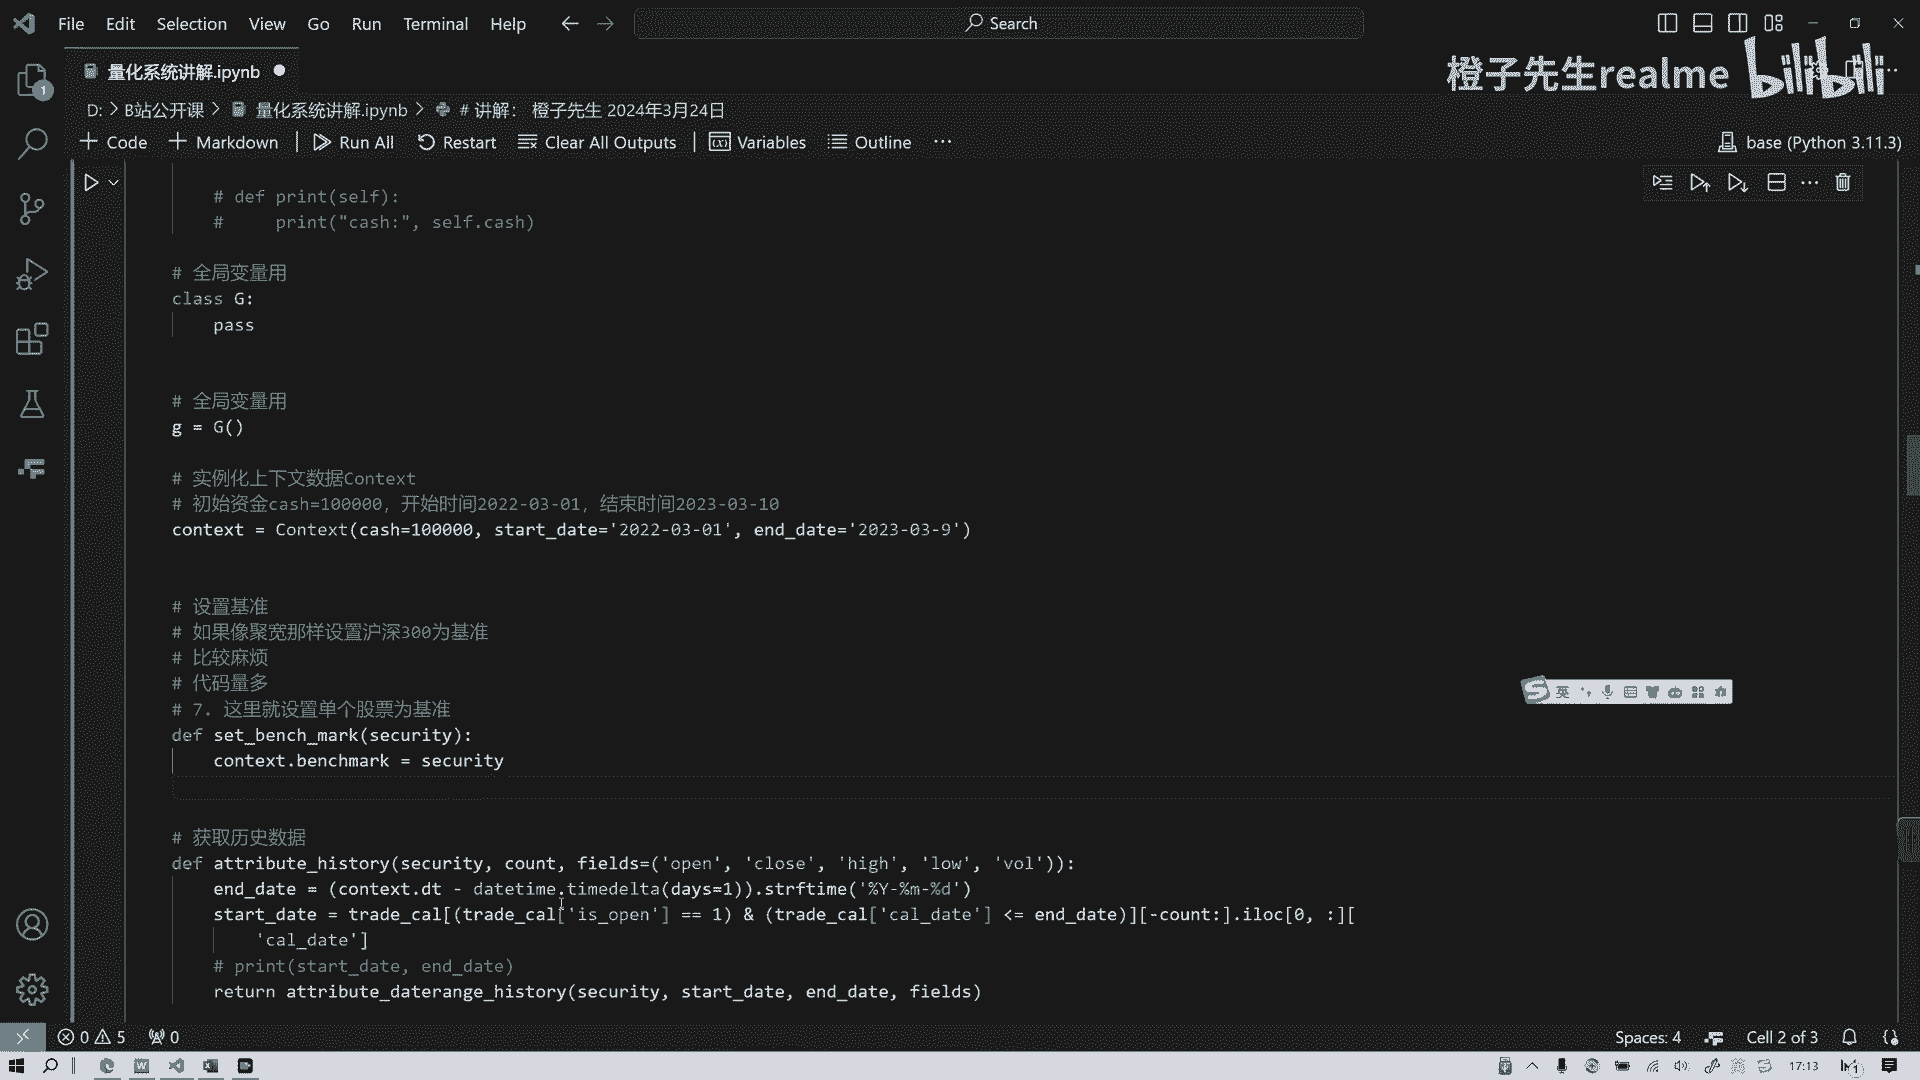 File Edit Selection View Go Run Terminal Help Search
量化系统讲解.ipynb
橙子先生realme bilibili
D: > B站公开课 > 量化系统讲解.ipynb > # 讲解： 橙子先生 2024年3月24日
Code Markdown Run All Restart Clear All Outputs Variables Outline ... base (Python 3.11.3)
# def print(self):
#     print("cash:", self.cash)
# 全局变量用
class G:
pass
# 全局变量用
g = G()
# 实例化上下文数据Context
# 初始资金cash=100000，开始时间2022-03-01，结束时间2023-03-10
context = Context(cash=100000, start_date='2022-03-01', end_date='2023-03-9')
# 设置基准
# 如果像聚宽那样设置沪深300为基准
# 比较麻烦
# 代码量多
# 7. 这里就设置单个股票为基准
def set_bench_mark(security):
context.benchmark = security
英
# 获取历史数据
def attribute_history(security, count, fields=('open', 'close', 'high', 'low', 'vol')):
end_date = (context.dt - datetime.timedelta(days=1)).strftime('%Y-%m-%d')
start_date = trade_cal[(trade_cal['is_open'] == 1) & (trade_cal['cal_date'] <= end_date)][-count:].iloc[0, :][
'cal_date']
# print(start_date, end_date)
return attribute_daterange_history(security, start_date, end_date, fields)
0 5 0 Spaces: 4 Cell 2 of 3
17:13